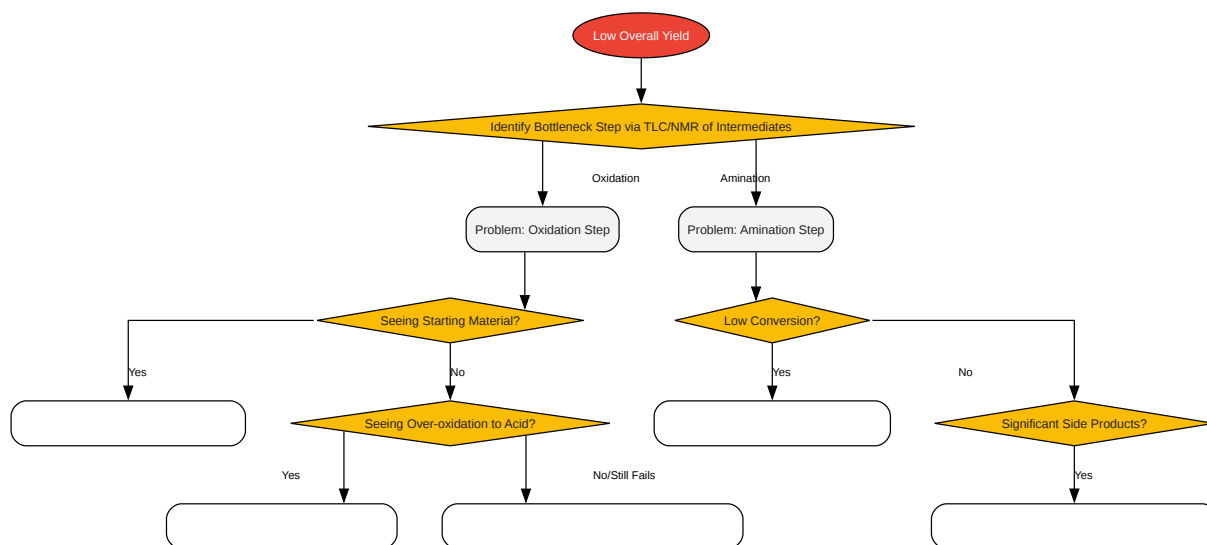 Low Overall Yield
Identify Bottleneck Step via TLC/NMR of Intermediates
Oxidation
Amination
Problem: Oxidation Step
Problem: Amination Step
Seeing Starting Material?
Low Conversion?
Yes
No
Yes
No
Seeing Over-oxidation to Acid?
Significant Side Products?
Yes
No/Still Fails
Yes